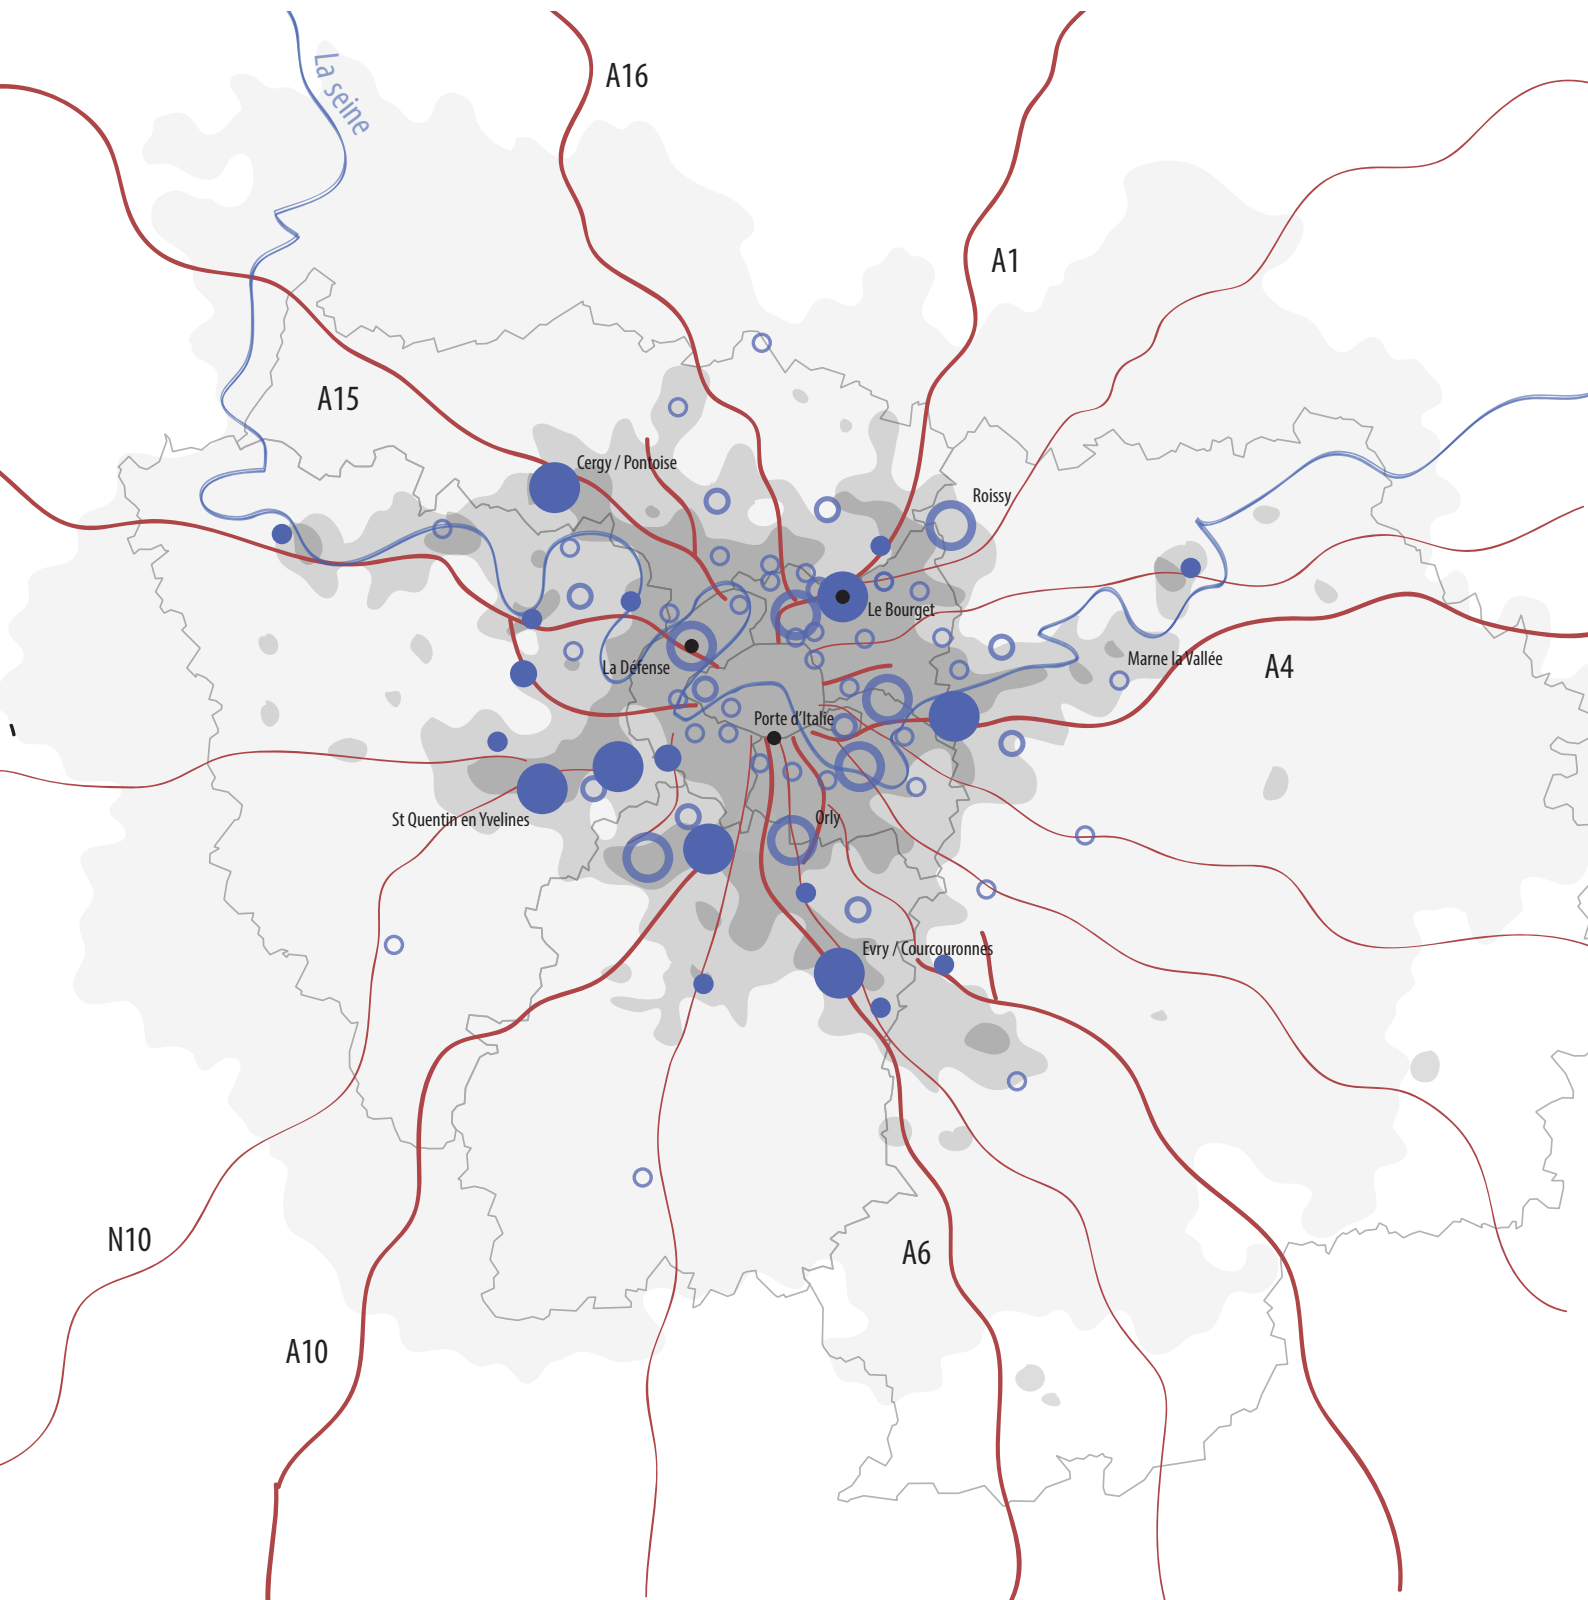 La seine
A16
A1
A15
Cergy / Pontoise
Roissy
Le Bourget
La Défense
Marne la Vallée
A4
Porte d'Italie
St Quentin en Yvelines
Orly
Evry / Courcouronnes
N10
A6
A10